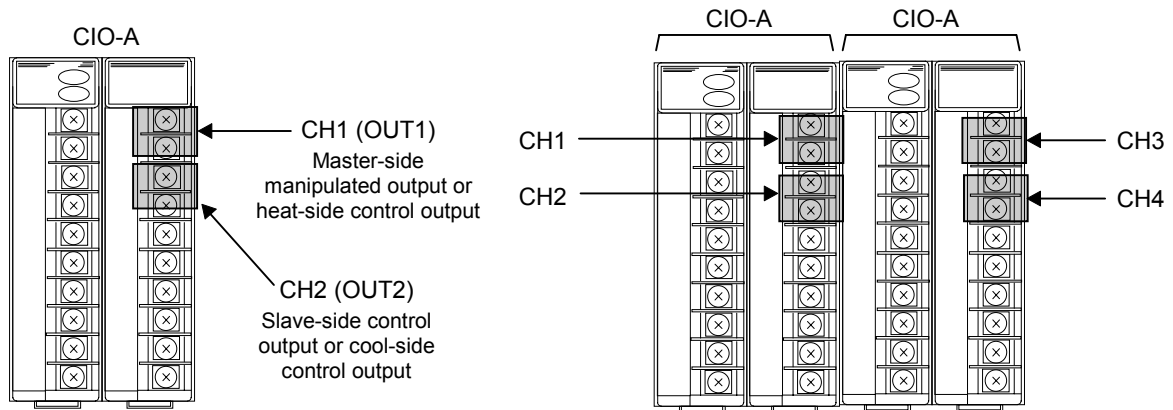 CIO-A
CH1 (OUT1)
Master-side
manipulated output or
heat-side control output
CH2 (OUT2)
Slave-side control
output or cool-side
control output
CIO-A
CIO-A
CH1
CH2
CH3
CH4